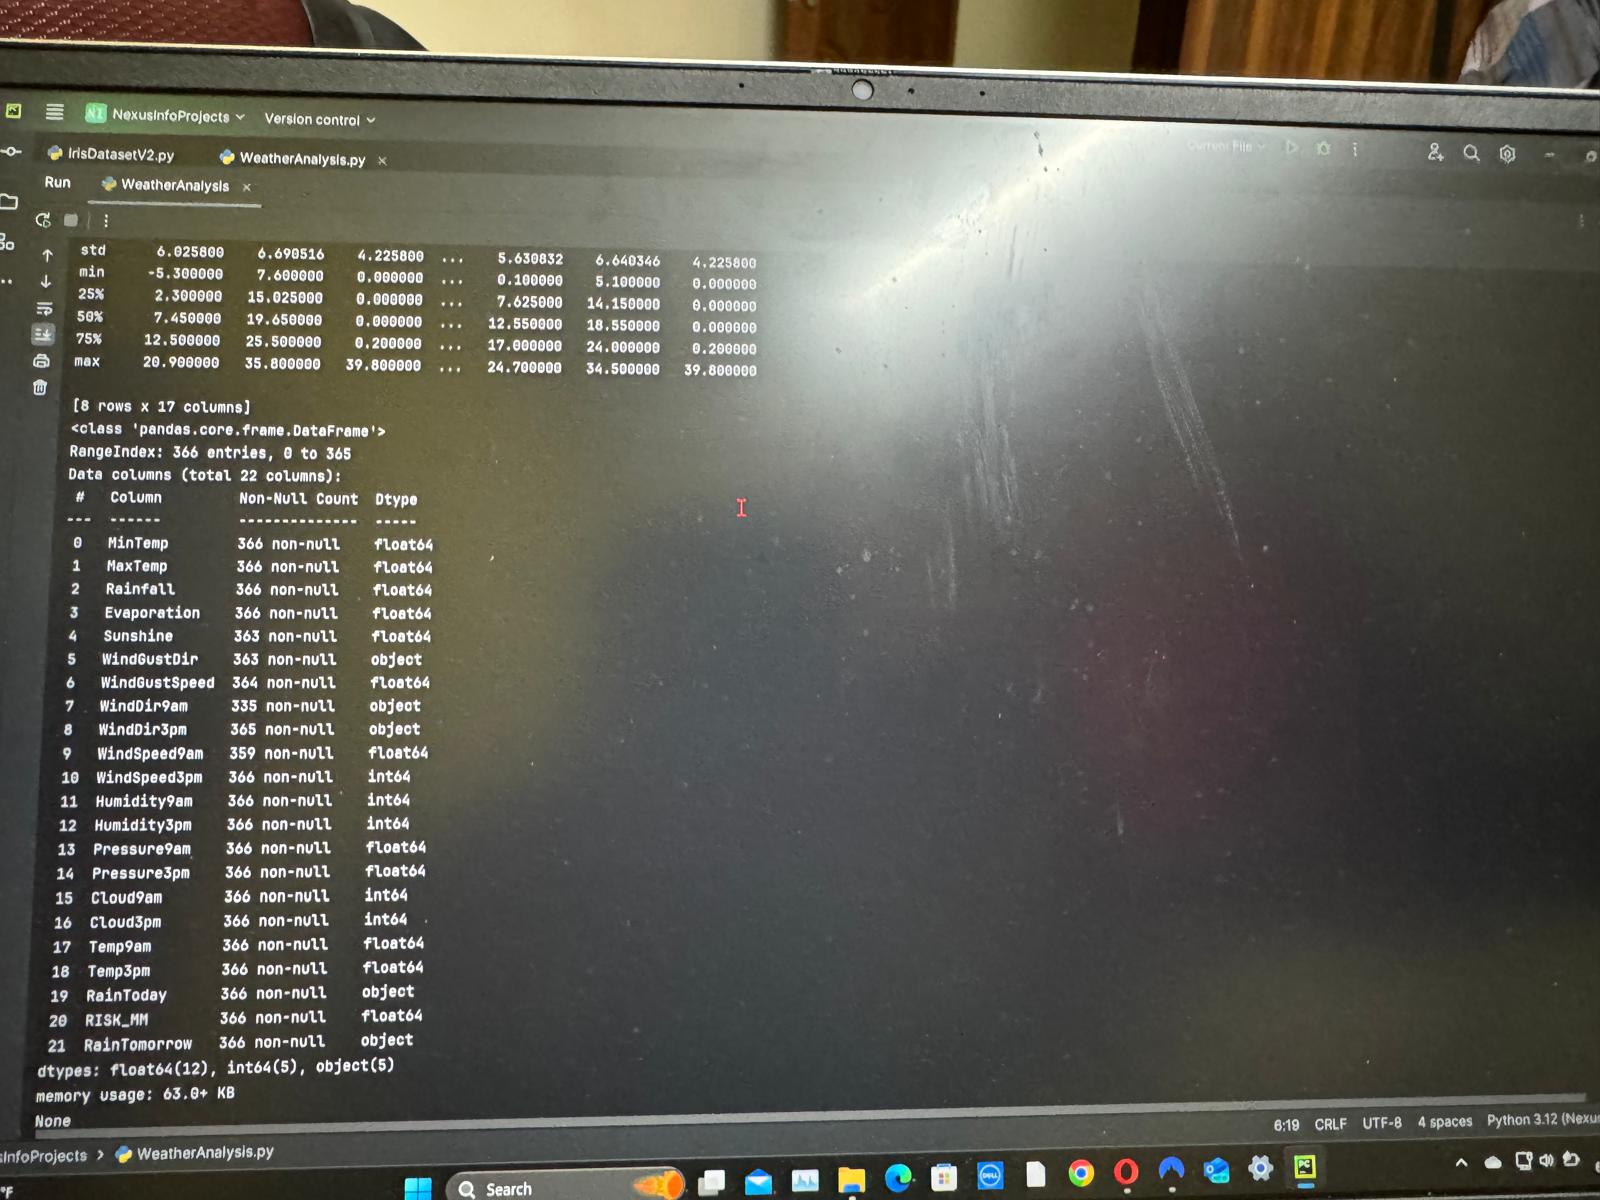 NI NexusInfoProjects Version control
Current File
IrisDatasetV2.py WeatherAnalysis.py
Run WeatherAnalysis
std 6.025800 6.690516 4.225800 ... 5.630832 6.640346 4.225800
min -5.300000 7.600000 0.000000 ... 0.100000 5.100000 0.000000
25% 2.300000 15.025000 0.000000 ... 7.625000 14.150000 0.000000
50% 7.450000 19.650000 0.000000 ... 12.550000 18.550000 0.000000
75% 12.500000 25.500000 0.200000 ... 17.000000 24.000000 0.200000
max 20.900000 35.800000 39.800000 ... 24.700000 34.500000 39.800000
[8 rows x 17 columns]
<class 'pandas.core.frame.DataFrame'>
RangeIndex: 366 entries, 0 to 365
Data columns (total 22 columns):
# Column Non-Null Count Dtype
--- ------ -------------- -----
0 MinTemp 366 non-null float64
1 MaxTemp 366 non-null float64
2 Rainfall 366 non-null float64
3 Evaporation 366 non-null float64
4 Sunshine 363 non-null float64
5 WindGustDir 363 non-null object
6 WindGustSpeed 364 non-null float64
7 WindDir9am 335 non-null object
8 WindDir3pm 365 non-null object
9 WindSpeed9am 359 non-null float64
10 WindSpeed3pm 366 non-null int64
11 Humidity9am 366 non-null int64
12 Humidity3pm 366 non-null int64
13 Pressure9am 366 non-null float64
14 Pressure3pm 366 non-null float64
15 Cloud9am 366 non-null int64
16 Cloud3pm 366 non-null int64
17 Temp9am 366 non-null float64
18 Temp3pm 366 non-null float64
19 RainToday 366 non-null object
20 RISK_MM 366 non-null float64
21 RainTomorrow 366 non-null object
dtypes: float64(12), int64(5), object(5)
memory usage: 63.0+ KB
None
6:19 CRLF UTF-8 4 spaces Python 3.12 (Nexus
sInfoProjects > WeatherAnalysis.py
°F Search DELL PC